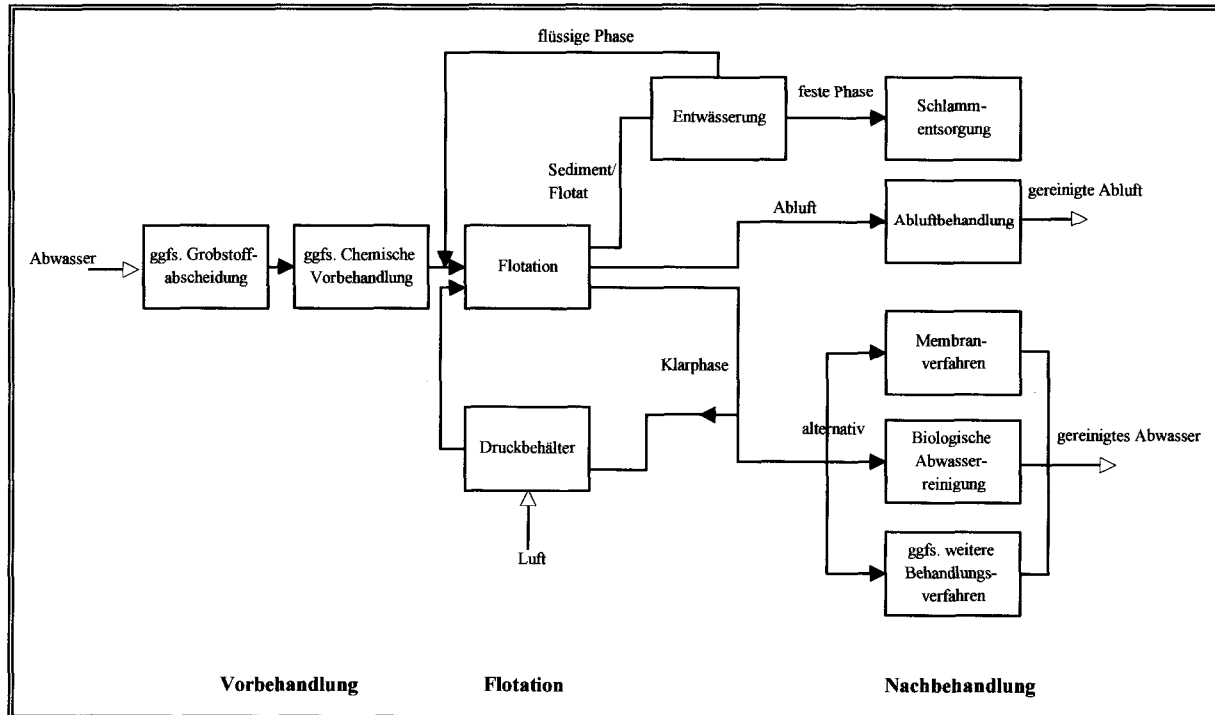 flüssige Phase
Entwässerung
feste Phase
Schlamm-
entsorgung
Sediment/
Flotat
Abluft
Abluftbehandlung
gereinigte Abluft
Abwasser
ggfs. Grobstoff-
abscheidung
ggfs. Chemische
Vorbehandlung
Flotation
Membran-
verfahren
Klarphase
Druckbehälter
alternativ
Biologische
Abwasser-
reinigung
gereinigtes Abwasser
Luft
ggfs. weitere
Behandlungs-
verfahren
Vorbehandlung
Flotation
Nachbehandlung